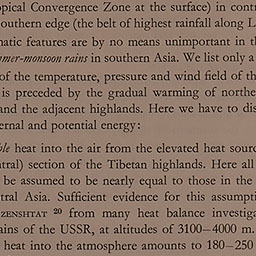 opical Convergence Zone at the surface) in contr
outhern edge (the belt of highest rainfall along L
matic features are by no means unimportant in th
mer-monsoon rains in southern Asia. We list only a
of the temperature, pressure and wind field of th
is preceded by the gradual warming of northe
and the adjacent highlands. Here we have to dis
ernal and potential energy:
ble heat into the air from the elevated heat sourc
ntral) section of the Tibetan highlands. Here all
be assumed to be nearly equal to those in the
tral Asia. Sufficient evidence for this assumpti
ZENSHTAT 20 from many heat balance investiga
ains of the USSR, at altitudes of 3100—4000 m.
heat into the atmosphere amounts to 180—250